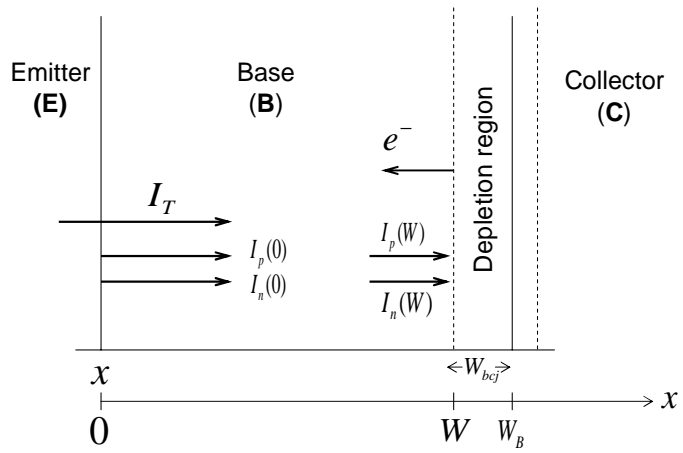 Emitter
(E)
Base
(B)
Collector
(C)
Depletion region
e⁻
I_T
I_p(0)
I_n(0)
I_p(W)
I_n(W)
W_bcj
x
x
0
W
W_B